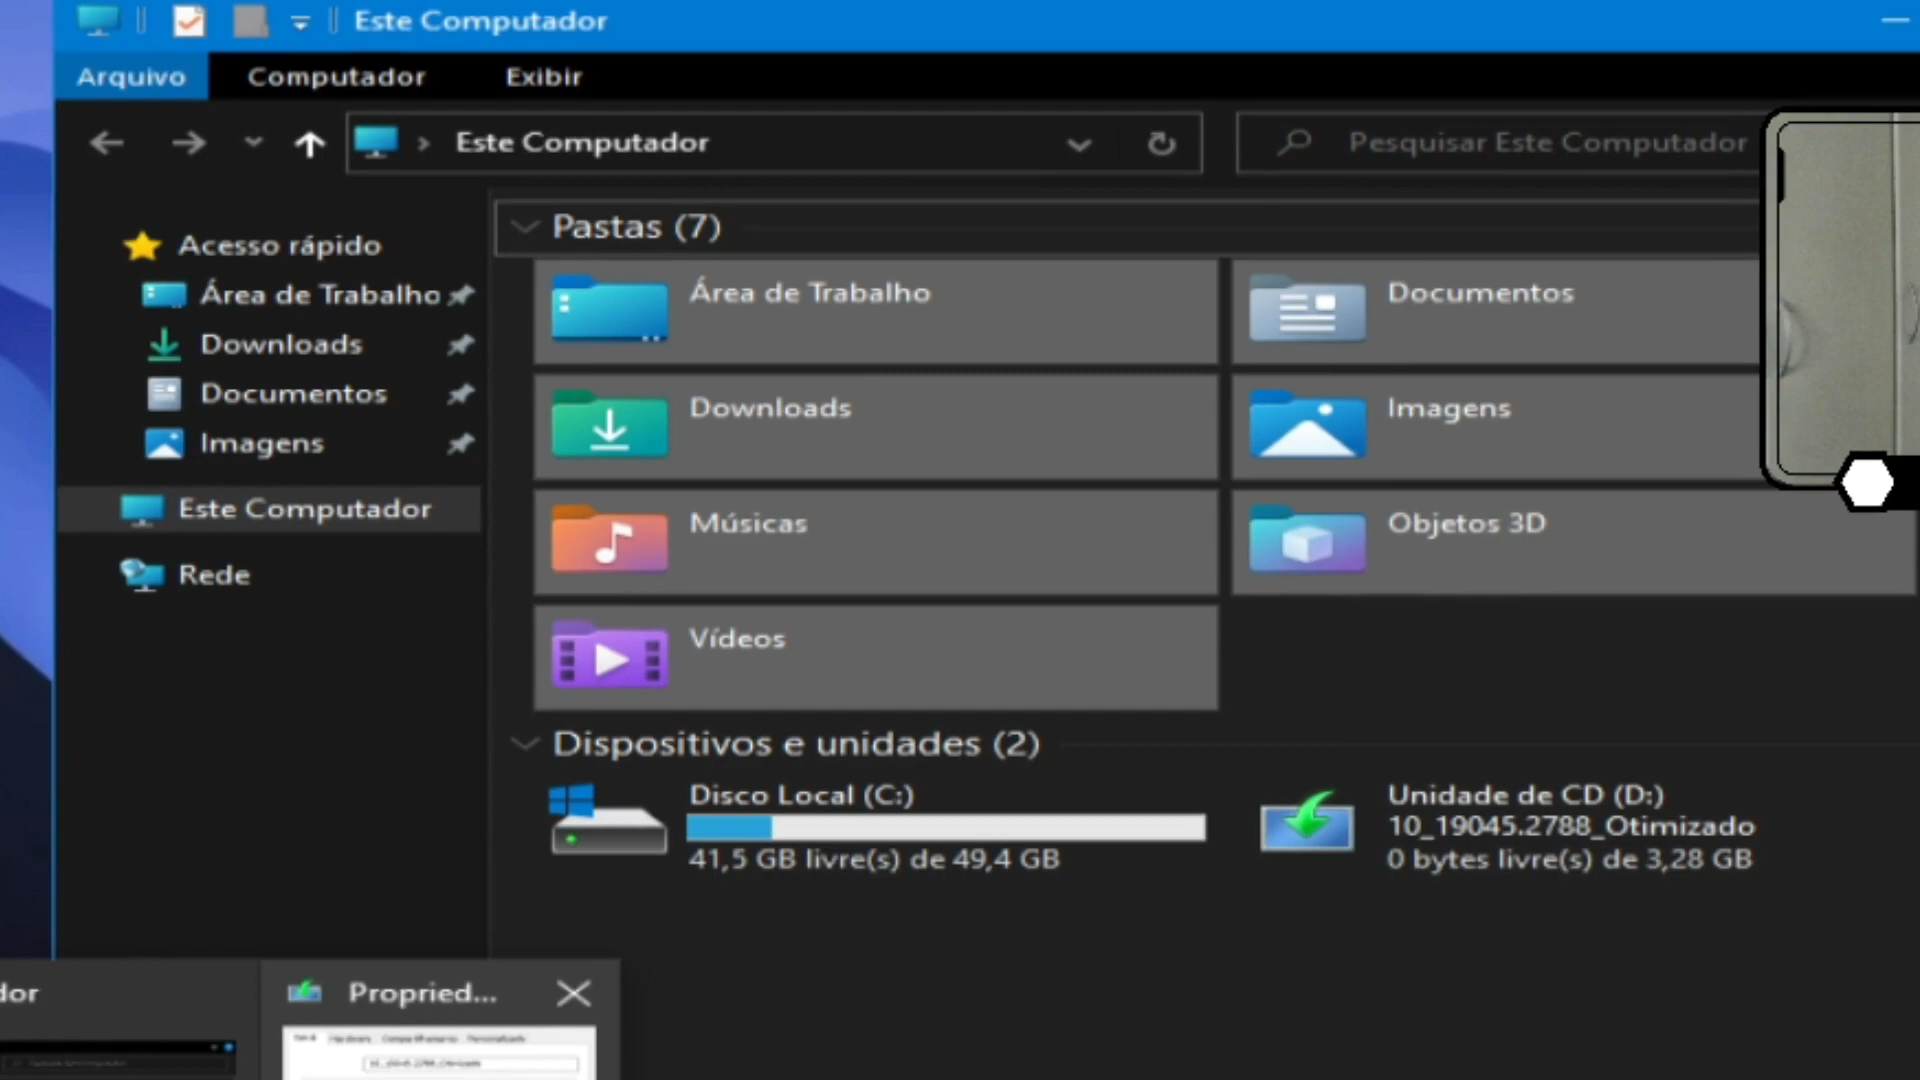 Este Computador
Arquivo
Computador
Exibir
Este Computador
Pesquisar Este Computador
Acesso rápido
Área de Trabalho
Downloads
Documentos
Imagens
Este Computador
Rede
Pastas (7)
Área de Trabalho
Documentos
Downloads
Imagens
Músicas
Objetos 3D
Vídeos
Dispositivos e unidades (2)
Disco Local (C:)
41,5 GB livre(s) de 49,4 GB
Unidade de CD (D:)
10_19045.2788_Otimizado
0 bytes livre(s) de 3,28 GB
dor
Propried...
10_19045.2788_Otimizado